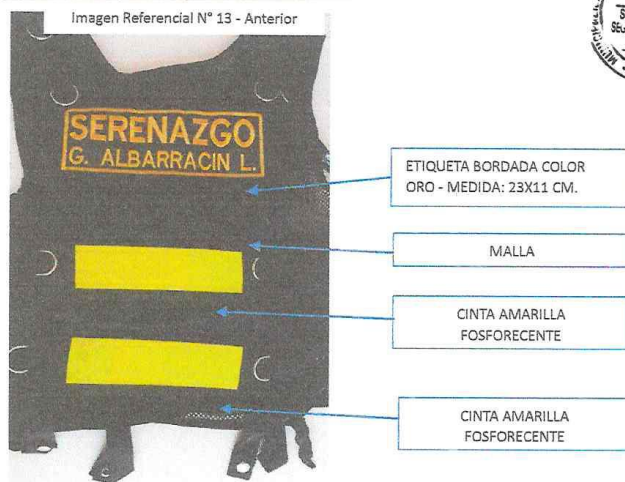 Imagen Referencial N° 13 - Anterior
SERENAZGO
G. ALBARRACIN L.
ETIQUETA BORDADA COLOR
ORO - MEDIDA: 23X11 CM.
MALLA
CINTA AMARILLA
FOSFORECENTE
CINTA AMARILLA
FOSFORECENTE